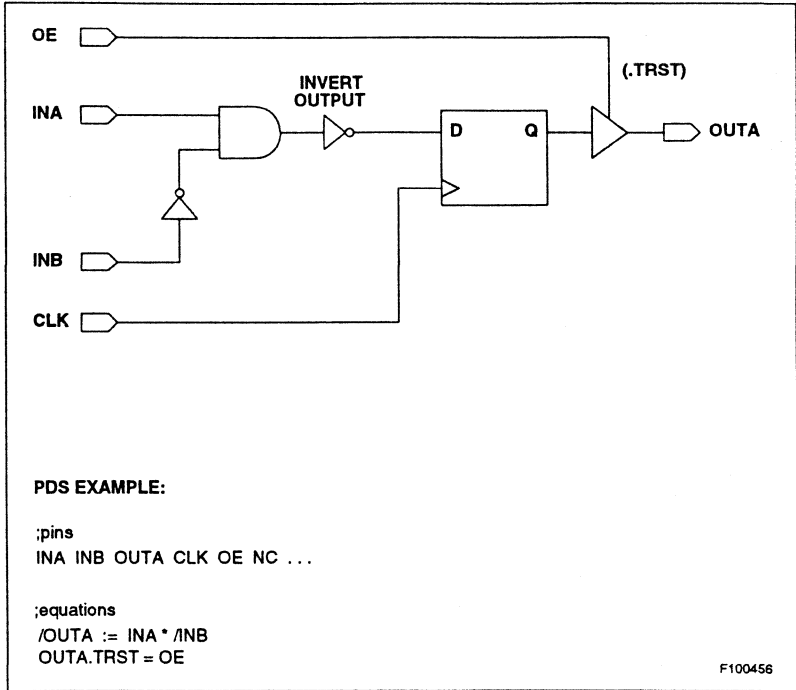 OE
(.TRST)
INVERT
OUTPUT
INA
D Q
OUTA
INB
CLK
PDS EXAMPLE:
;pins
INA INB OUTA CLK OE NC ...
;equations
/OUTA := INA * /INB
OUTA.TRST = OE
F100456